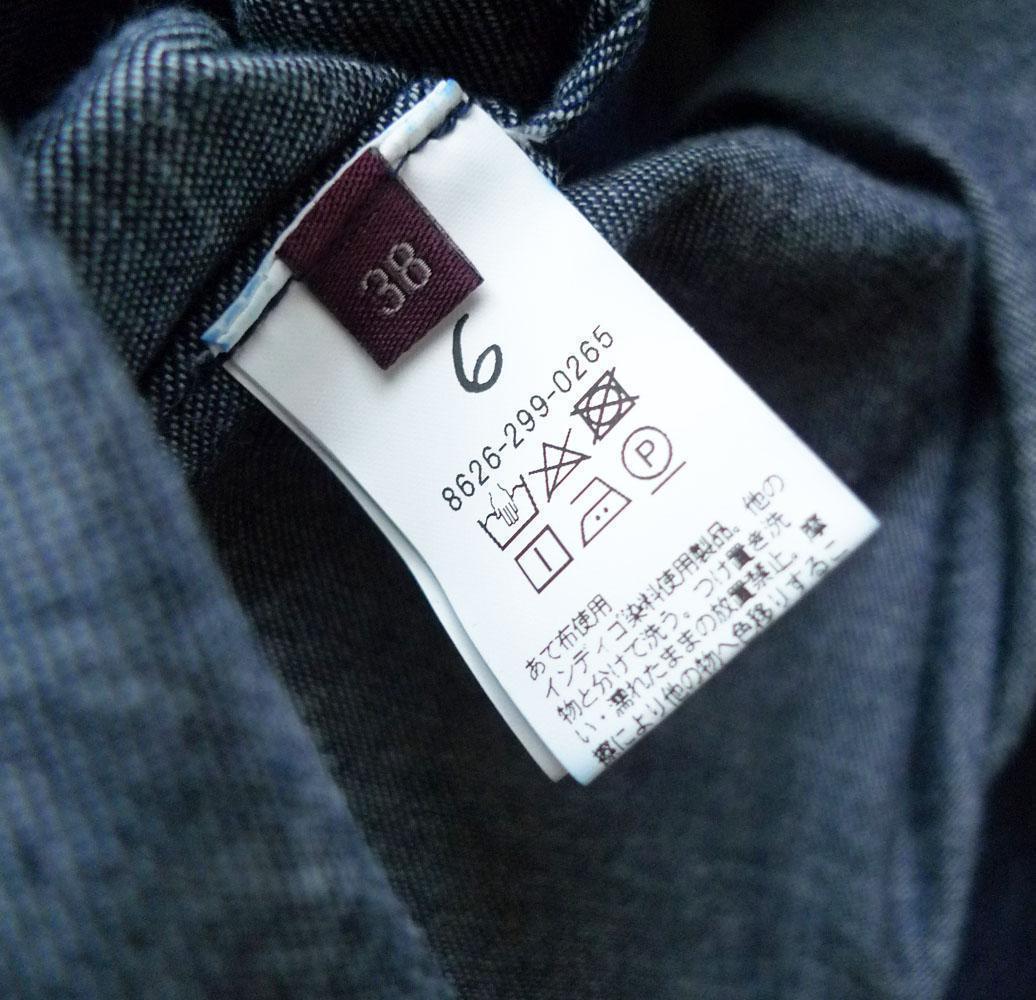 38
6
8626-299-0265
P
あて布使用
インディゴ染料使用製品。他の
物と分けて洗う。つけ置き洗
い・濡れたままの放置禁止。摩
擦により他の物へ色移りするこ